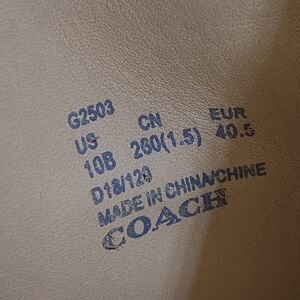 G2503
US CN EUR
10B 260(1.5) 40.5
D18/129
MADE IN CHINA/CHINE
COACH